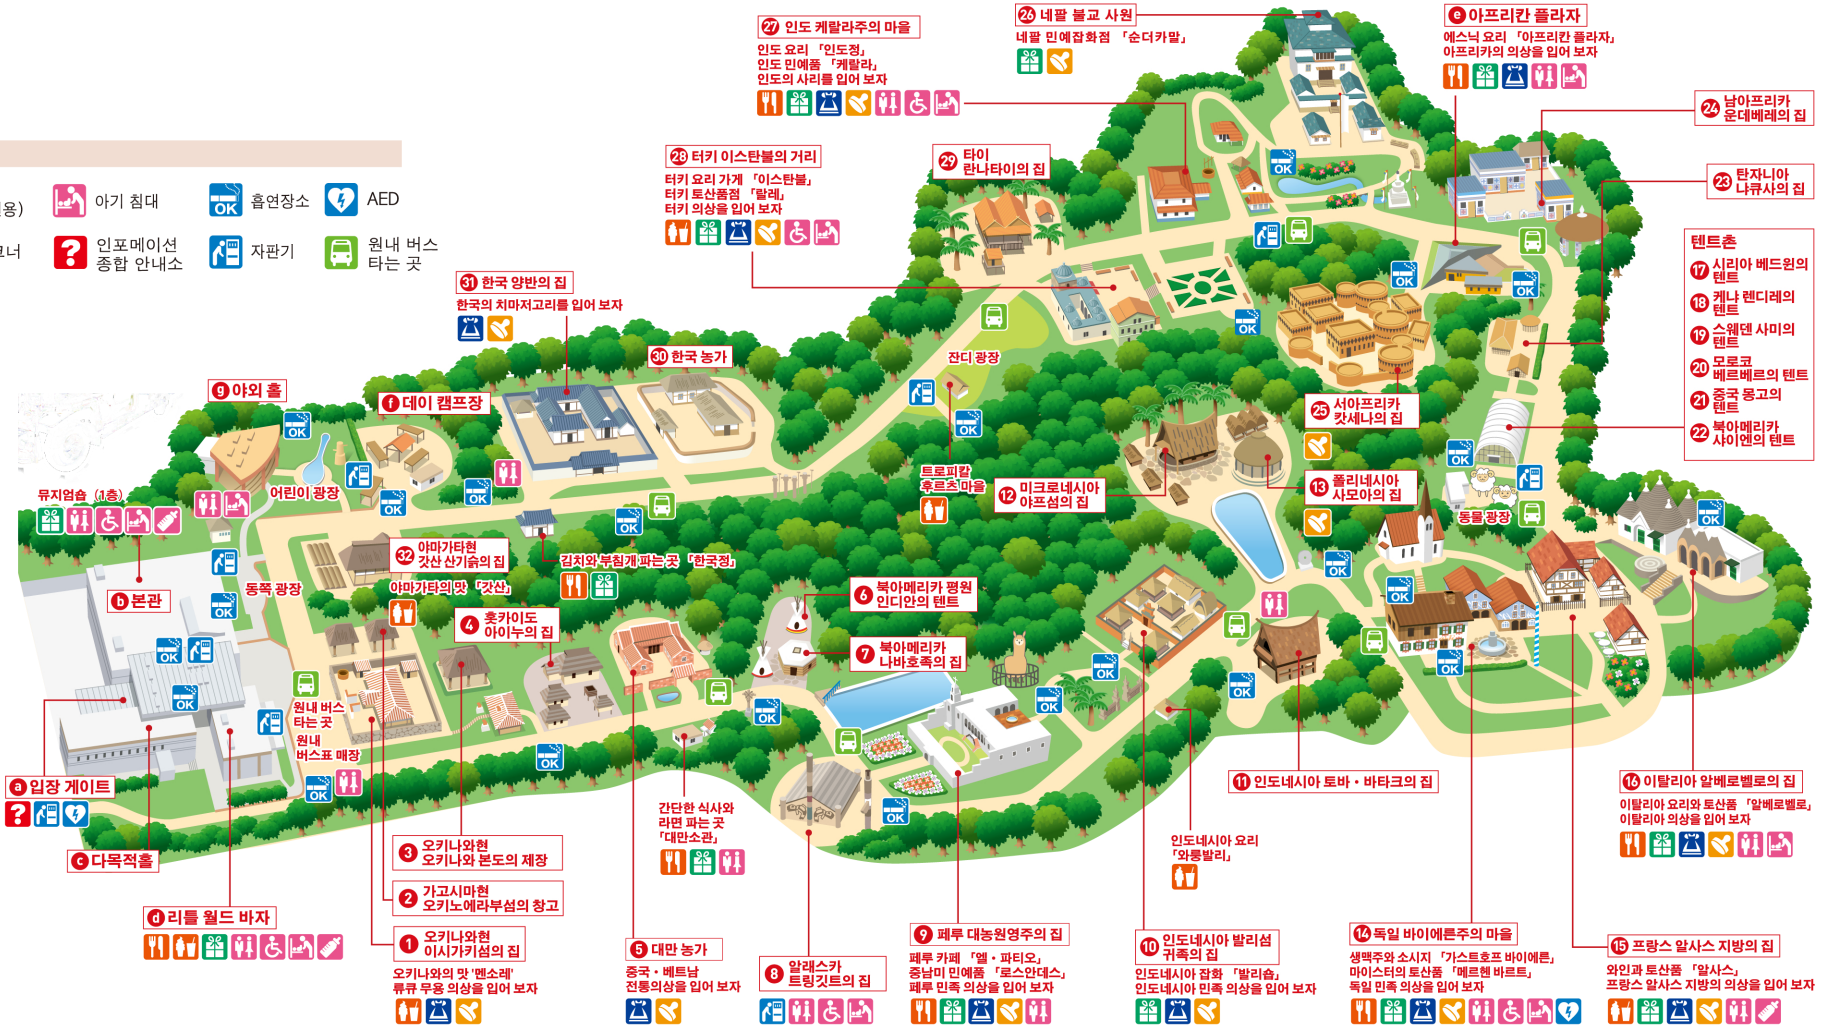 용)
코너
아기 침대
OK
흡연장소
AED
?
인포메이션
종합 안내소
자판기
원내 버스
타는 곳
27 인도 케랄라주의 마을
인도 요리 「인도정」
인도 민예품 「케랄라」
인도의 사리를 입어 보자
26 네팔 불교 사원
네팔 민예잡화점 「순더카말」
e 아프리칸 플라자
에스닉 요리 「아프리칸 플라자」
아프리카의 의상을 입어 보자
24 남아프리카
운데베레의 집
23 탄자니아
냐큐사의 집
텐트촌
17 시리아 베드윈의
텐트
18 케냐 렌디레의
텐트
19 스웨덴 사미의
텐트
20 모로코
베르베르의 텐트
21 중국 몽고의
텐트
22 북아메리카
샤이엔의 텐트
28 터키 이스탄불의 거리
터키 요리 가게 「이스탄불」
터키 토산품점 「랄레」
터키 의상을 입어 보자
29 타이
란나타이의 집
31 한국 양반의 집
한국의 치마저고리를 입어 보자
30 한국 농가
g 야외 홀
f 데이 캠프장
잔디 광장
트로피칼
후르츠 마을
25 서아프리카
캇세나의 집
12 미크로네시아
야프섬의 집
13 폴리네시아
사모아의 집
동물 광장
뮤지엄숍 (1층)
어린이 광장
32 야마가타현
갓산 산기슭의 집
야마가타의 맛 「갓산」
김치와 부침개 파는 곳 「한국정」
동쪽 광장
b 본관
4 홋카이도
아이누의 집
6 북아메리카 평원
인디안의 텐트
7 북아메리카
나바호족의 집
원내 버스
타는 곳
원내
버스표 매장
a 입장 게이트
?
c 다목적홀
d 리틀 월드 바자
3 오키나와현
오키나와 본도의 제장
2 가고시마현
오키노에라부섬의 창고
1 오키나와현
이시가키섬의 집
오키나와의 맛 '멘소레'
류큐 무용 의상을 입어 보자
간단한 식사와
라면 파는 곳
「대만소관」
5 대만 농가
중국・베트남
전통의상을 입어 보자
8 알래스카
트링깃트의 집
9 페루 대농원영주의 집
페루 카페 「엘・파티오」
중남미 민예품 「로스안데스」
페루 민족 의상을 입어 보자
인도네시아 요리
「와룽발리」
10 인도네시아 발리섬
귀족의 집
인도네시아 잡화 「발리숍」
인도네시아 민족 의상을 입어 보자
11 인도네시아 토바・바타크의 집
14 독일 바이에른주의 마을
생맥주와 소시지 「가스트호프 바이에른」
마이스터의 토산품 「메르헨 바르트」
독일 민족 의상을 입어 보자
15 프랑스 알사스 지방의 집
와인과 토산품 「알사스」
프랑스 알사스 지방의 의상을 입어 보자
16 이탈리아 알베로벨로의 집
이탈리아 요리와 토산품 「알베로벨로」
이탈리아 의상을 입어 보자